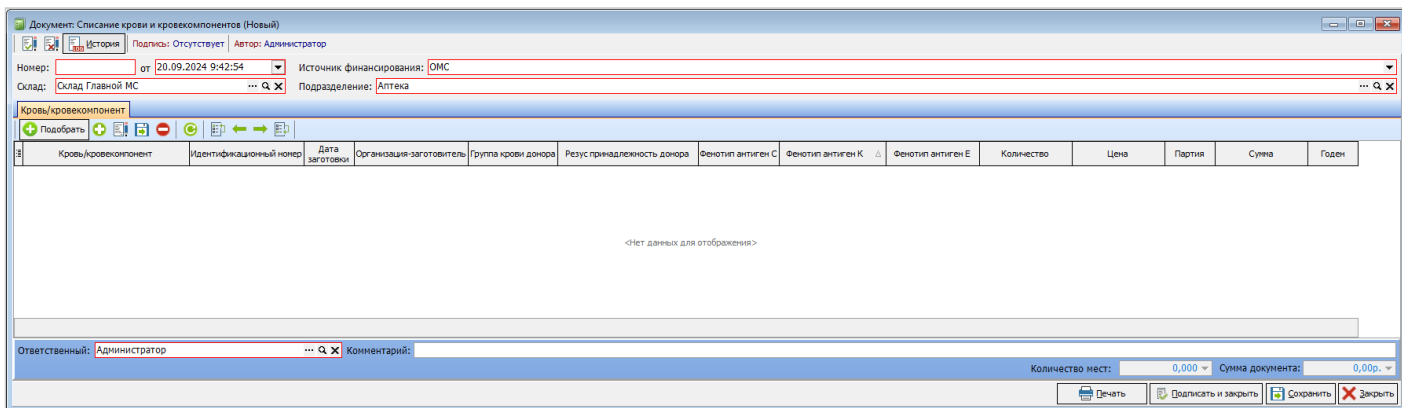 Документ: Списание крови и кровекомпонентов (Новый)
История Подпись: Отсутствует Автор: Администратор
Номер: от 20.09.2024 9:42:54 Источник финансирования: ОМС
Склад: Склад Главной МС Подразделение: Аптека
Кровь/кровекомпонент
Подобрать
Кровь/кровекомпонент Идентификационный номер Дата заготовки Организация-заготовитель Группа крови донора Резус принадлежность донора Фенотип антиген C Фенотип антиген K Фенотип антиген E Количество Цена Партия Сумма Годен
<Нет данных для отображения>
Ответственный: Администратор Комментарий:
Количество мест: 0,000 Сумма документа: 0,00р.
Печать Подписать и закрыть Сохранить Закрыть